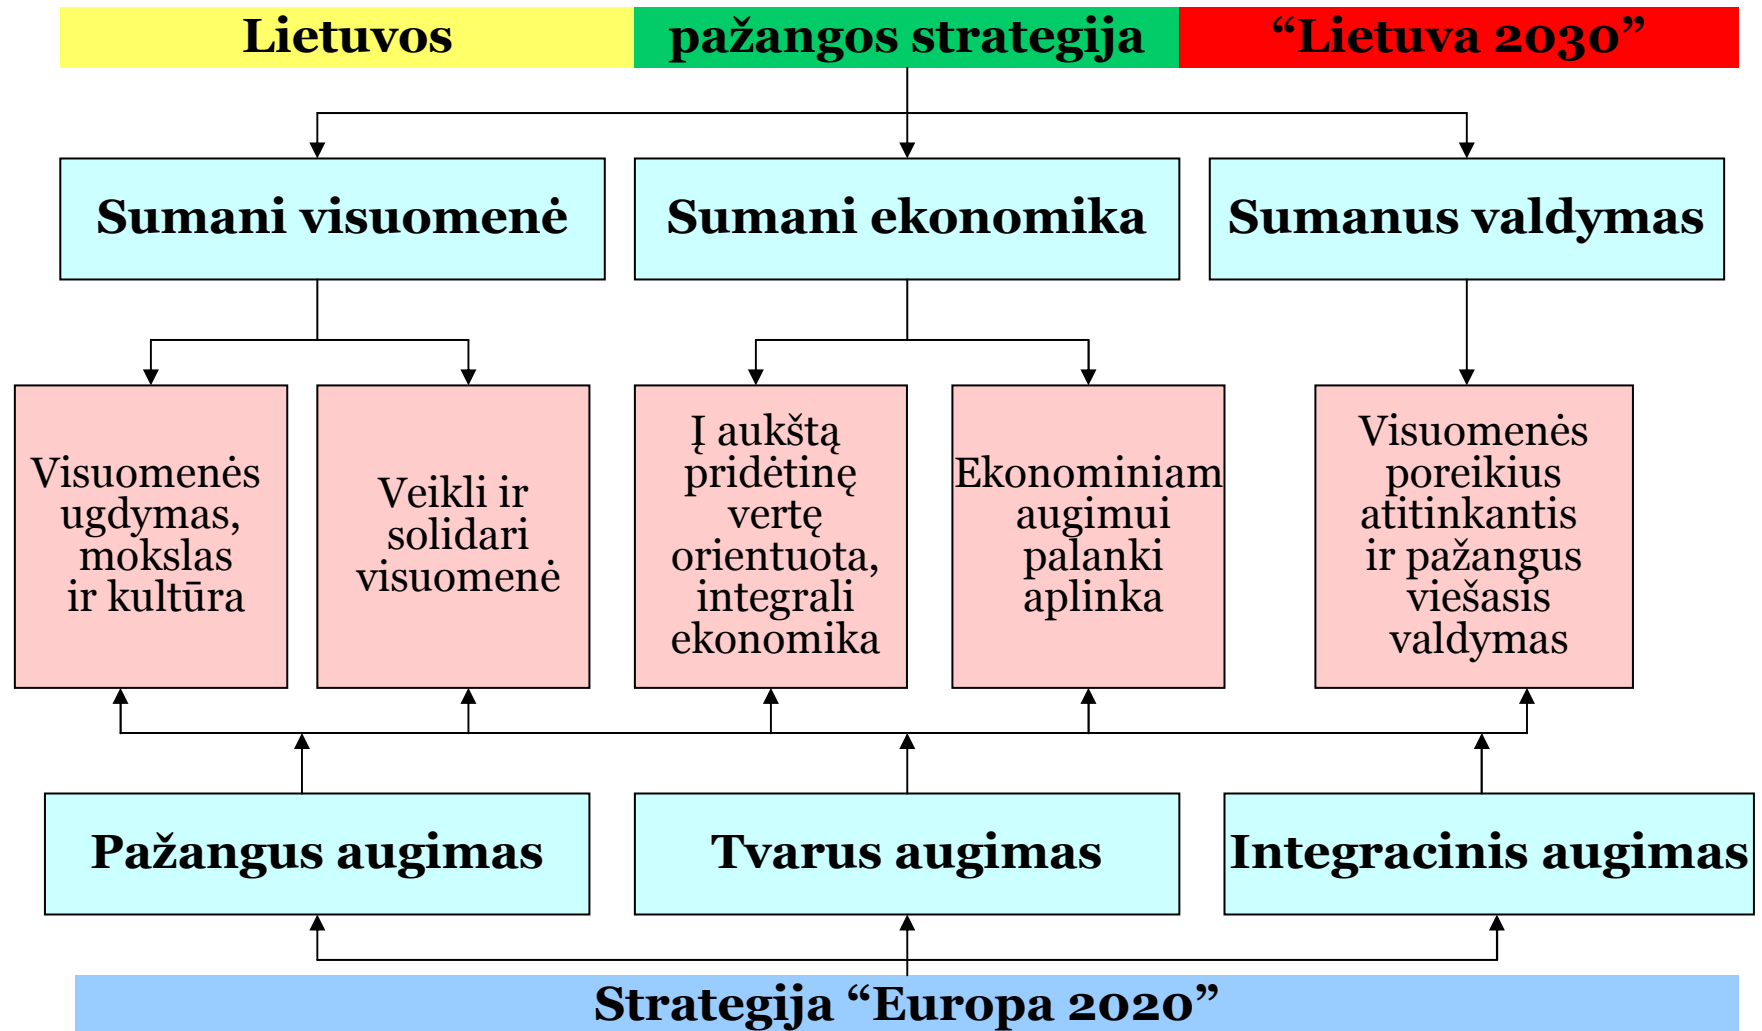 Lietuvos pažangos strategija “Lietuva 2030”
Sumani visuomenė
Sumani ekonomika
Sumanus valdymas
Visuomenės
ugdymas,
mokslas
ir kultūra
Veikli ir
solidari
visuomenė
Į aukštą
pridėtinę
vertę
orientuota,
integrali
ekonomika
Ekonominiam
augimui
palanki
aplinka
Visuomenės
poreikius
atitinkantis
ir pažangus
viešasis
valdymas
Pažangus augimas
Tvarus augimas
Integracinis augimas
Strategija “Europa 2020”